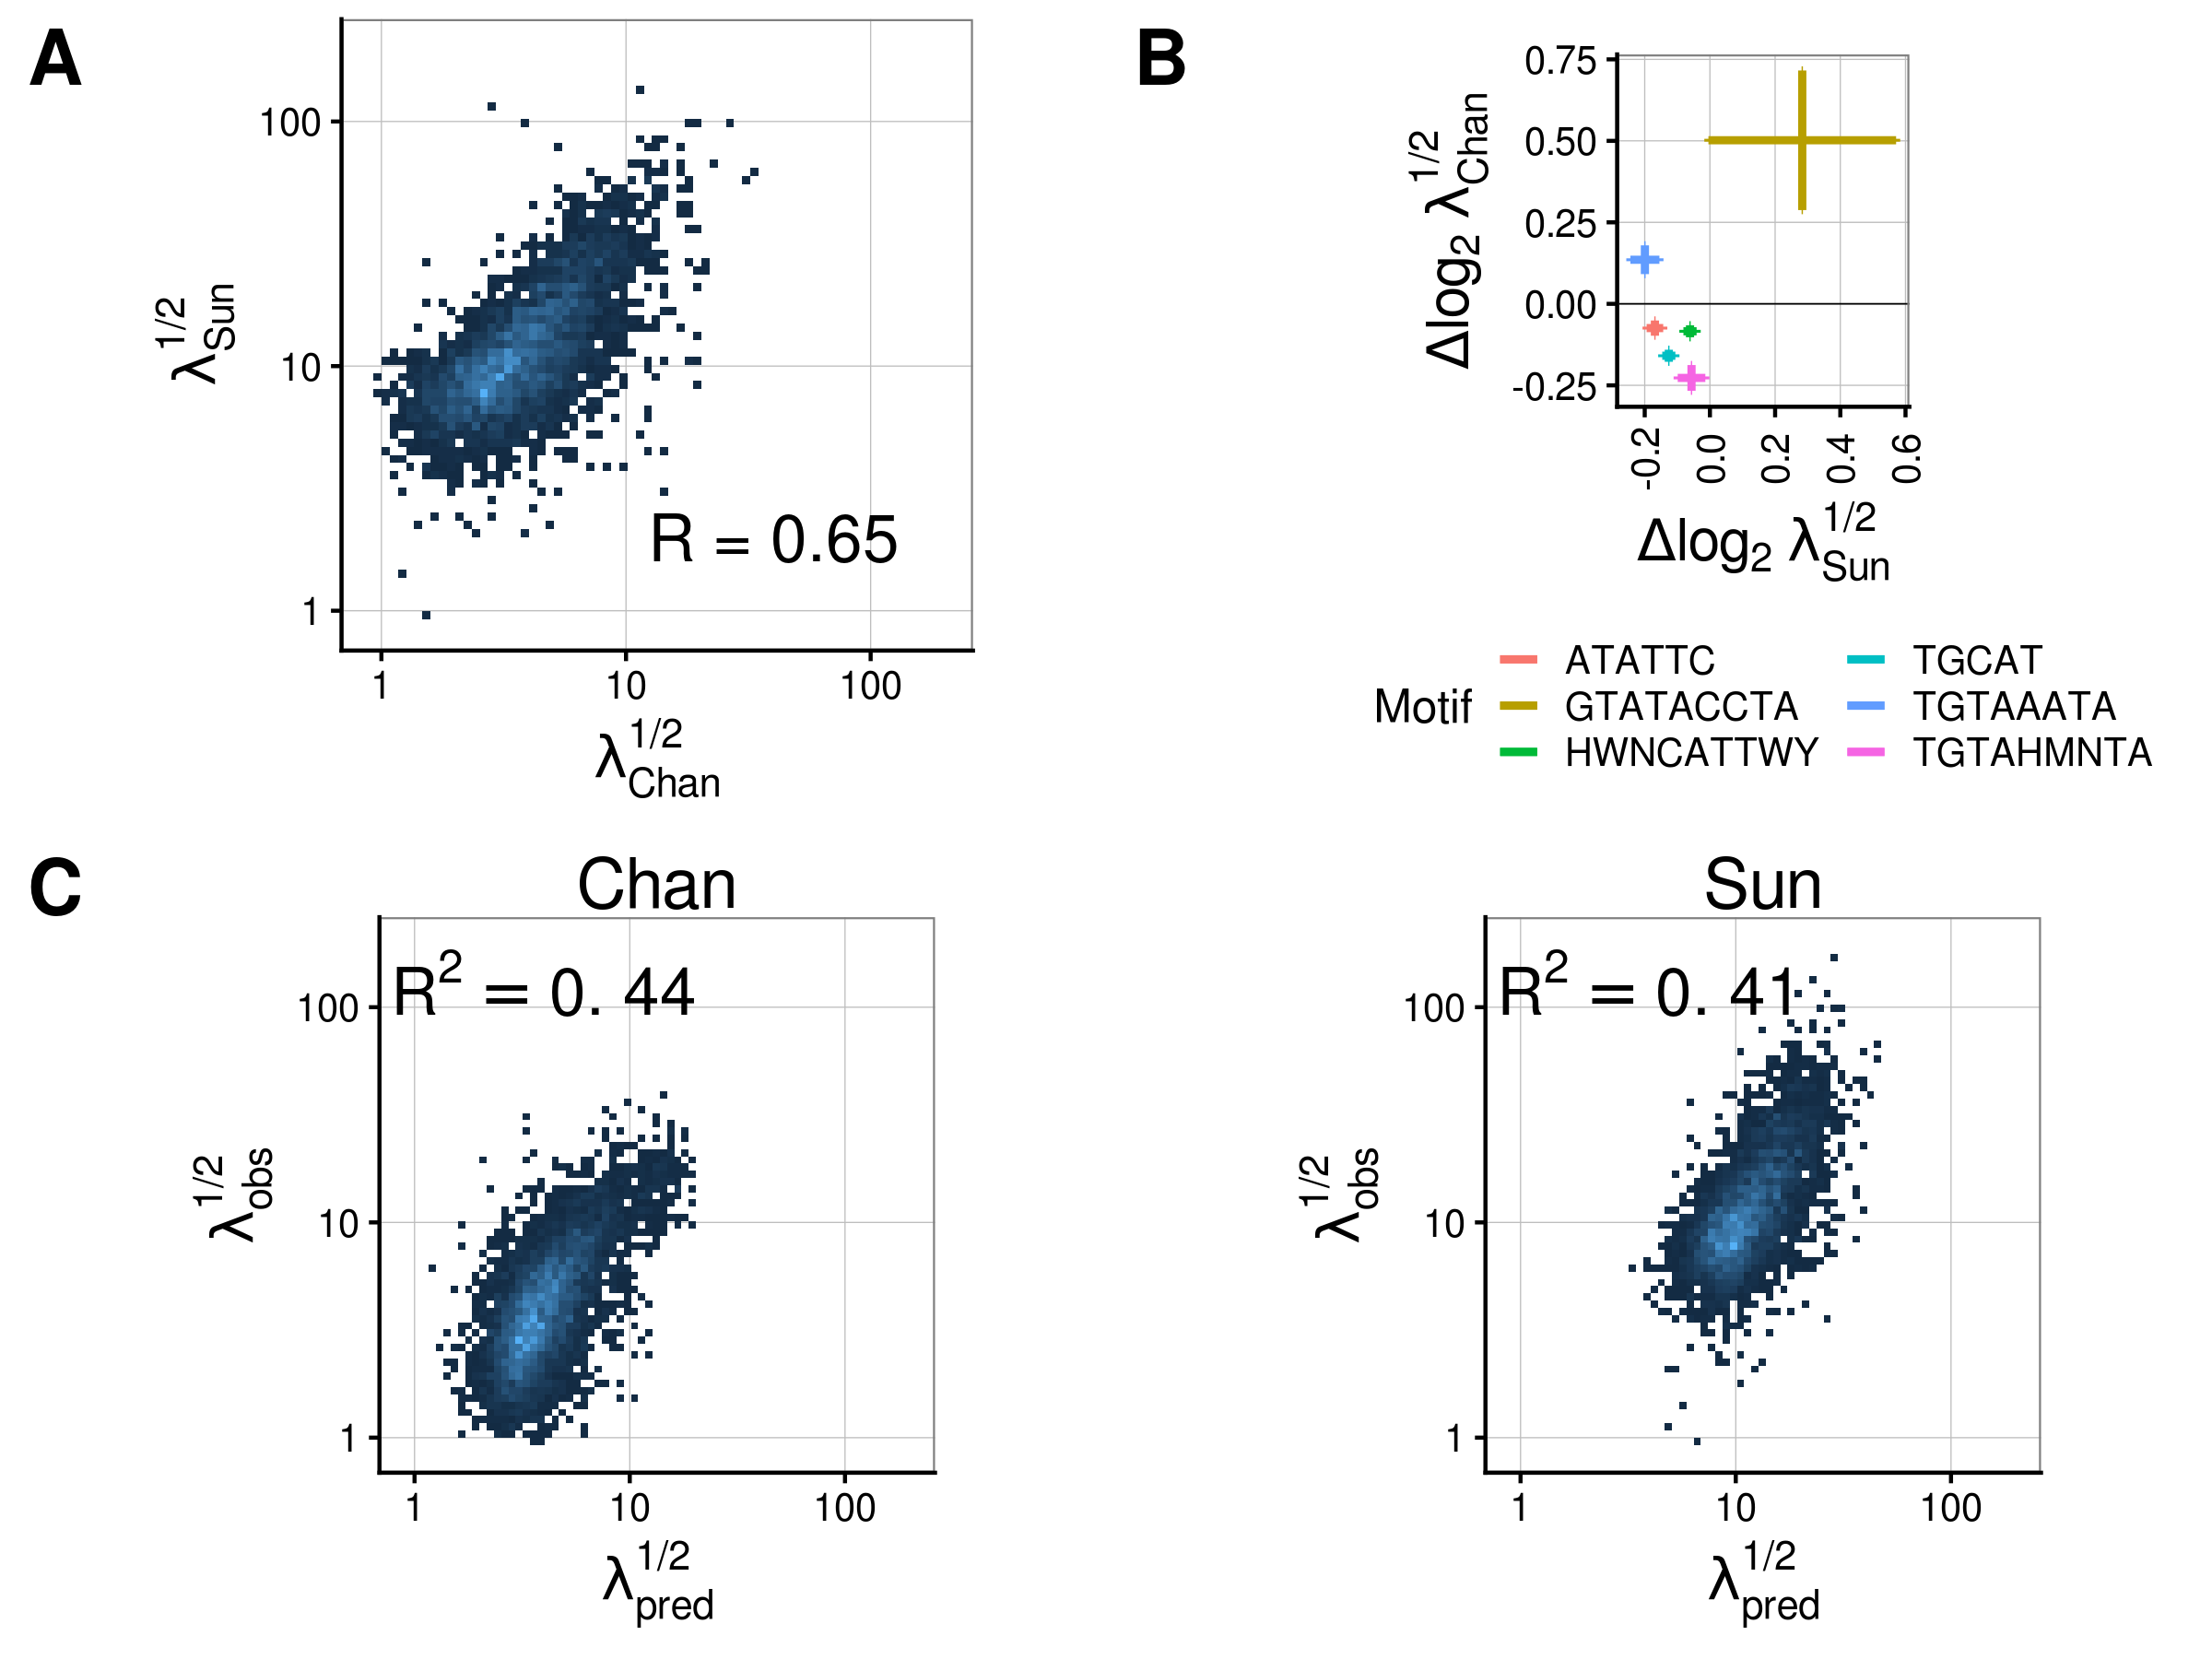 A
100
10
1
λ^1/2_Sun
R = 0.65
1 10 100
λ^1/2_Chan
B
0.75
0.50
0.25
0.00
-0.25
Δlog₂ λ^1/2_Chan
-0.2 0.0 0.2 0.4 0.6
Δlog₂ λ^1/2_Sun
Motif
ATATTC
GTATACCTA
HWNCATTWY
TGCAT
TGTAAATA
TGTAHMNTA
C
Chan
R² = 0. 44
100
10
1
λ^1/2_obs
1 10 100
λ^1/2_pred
Sun
R² = 0. 41
100
10
1
λ^1/2_obs
1 10 100
λ^1/2_pred